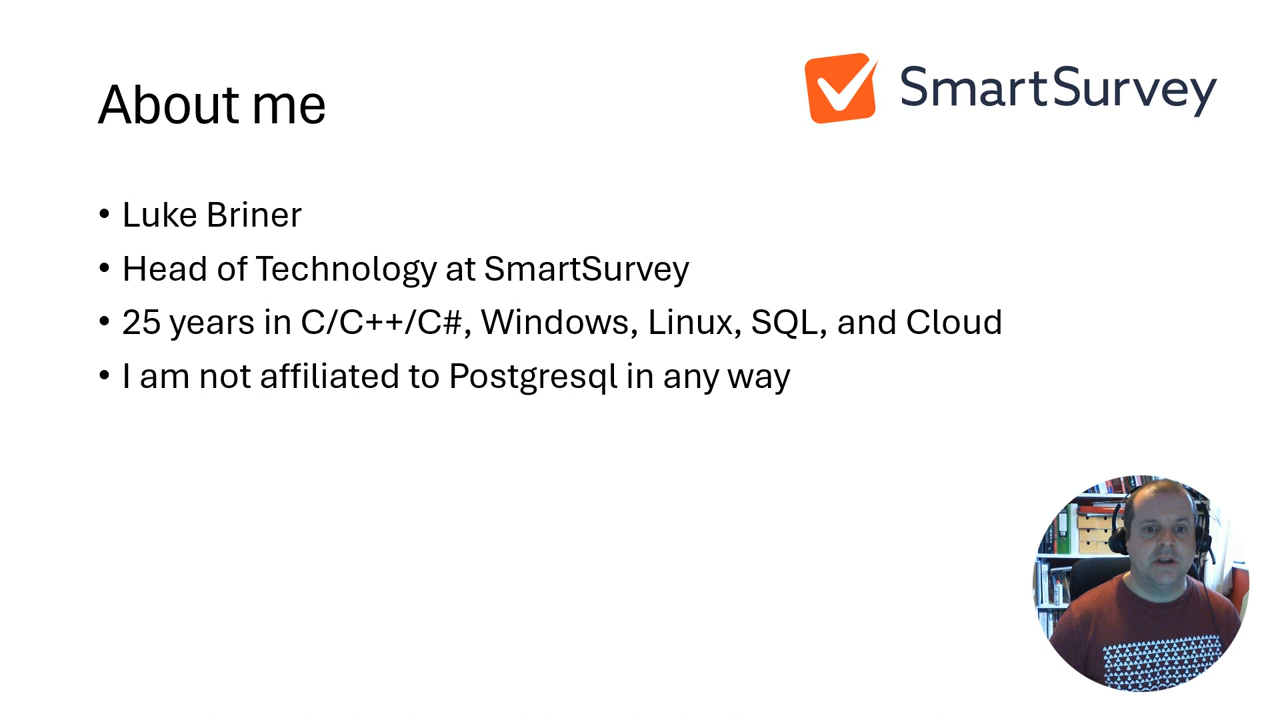 SmartSurvey
About me
• Luke Briner
• Head of Technology at SmartSurvey
• 25 years in C/C++/C#, Windows, Linux, SQL, and Cloud
• I am not affiliated to Postgresql in any way